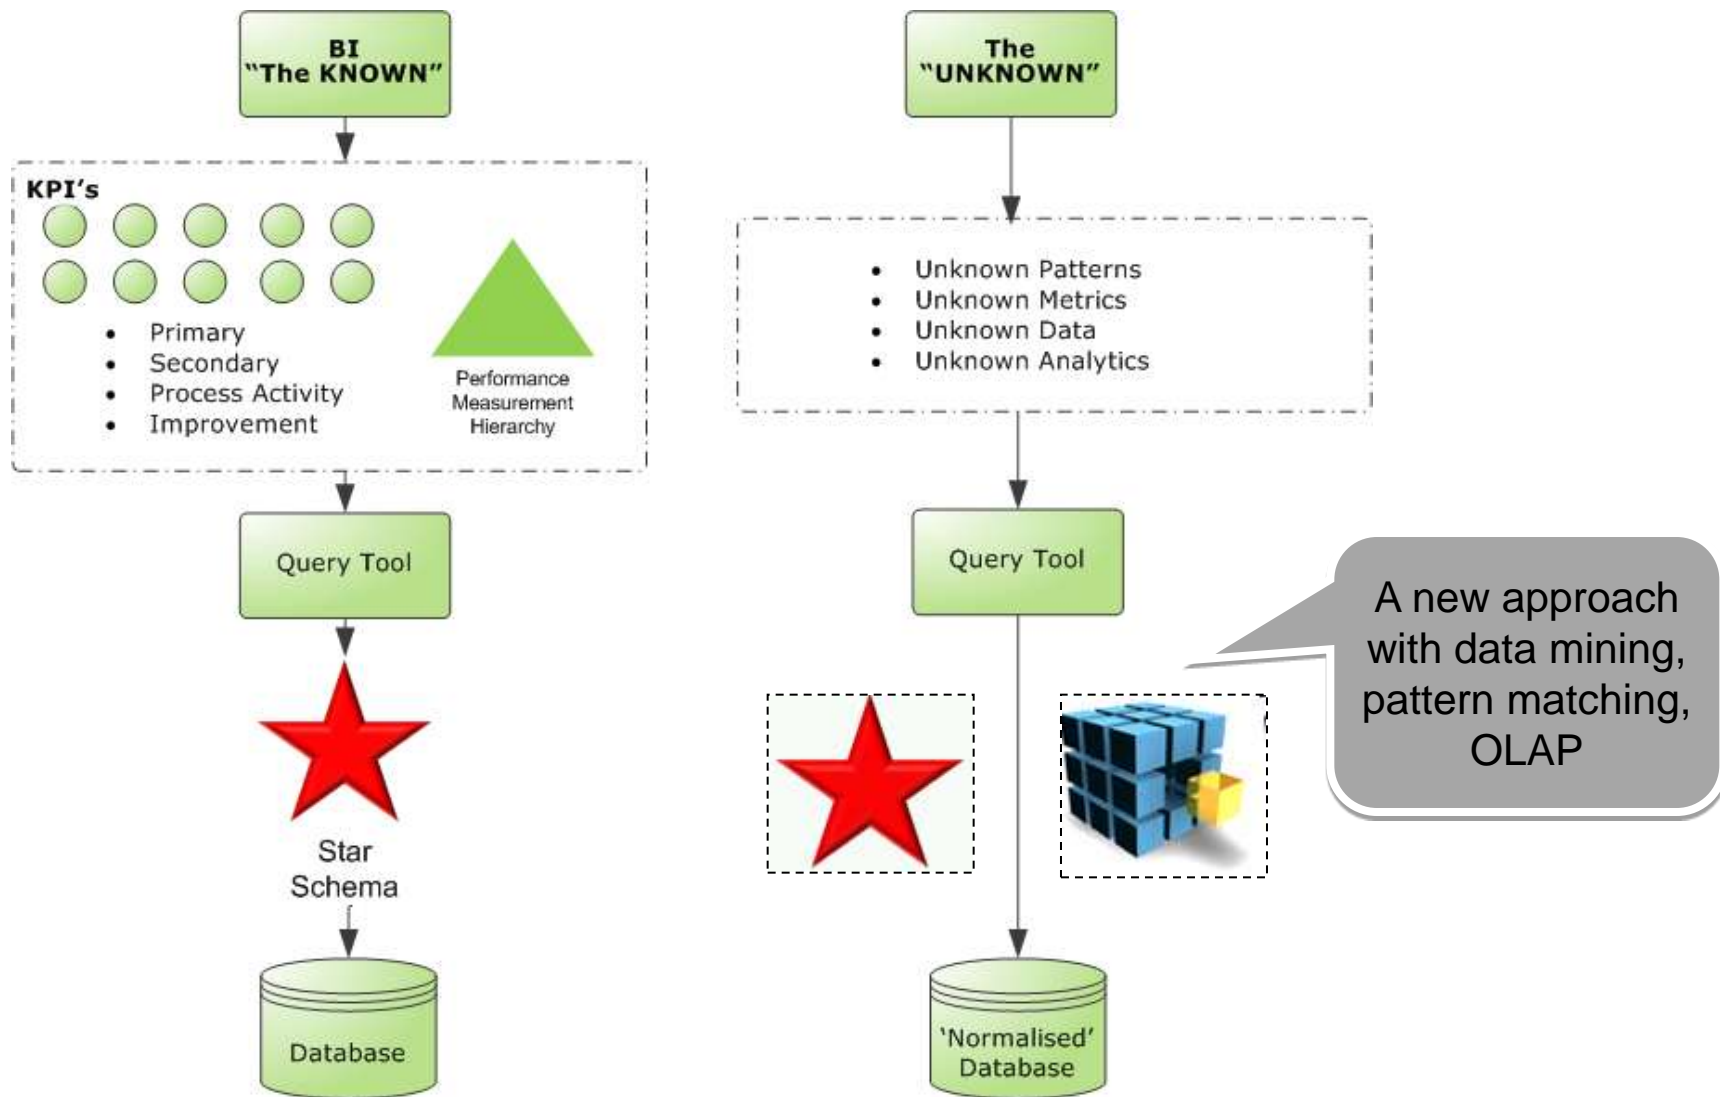 BI
“The KNOWN”
KPI’s
• Primary
• Secondary
• Process Activity
• Improvement
Performance
Measurement
Hierarchy
Query Tool
Star
Schema
Database
The
“UNKNOWN”
• Unknown Patterns
• Unknown Metrics
• Unknown Data
• Unknown Analytics
Query Tool
A new approach
with data mining,
pattern matching,
OLAP
‘Normalised’
Database